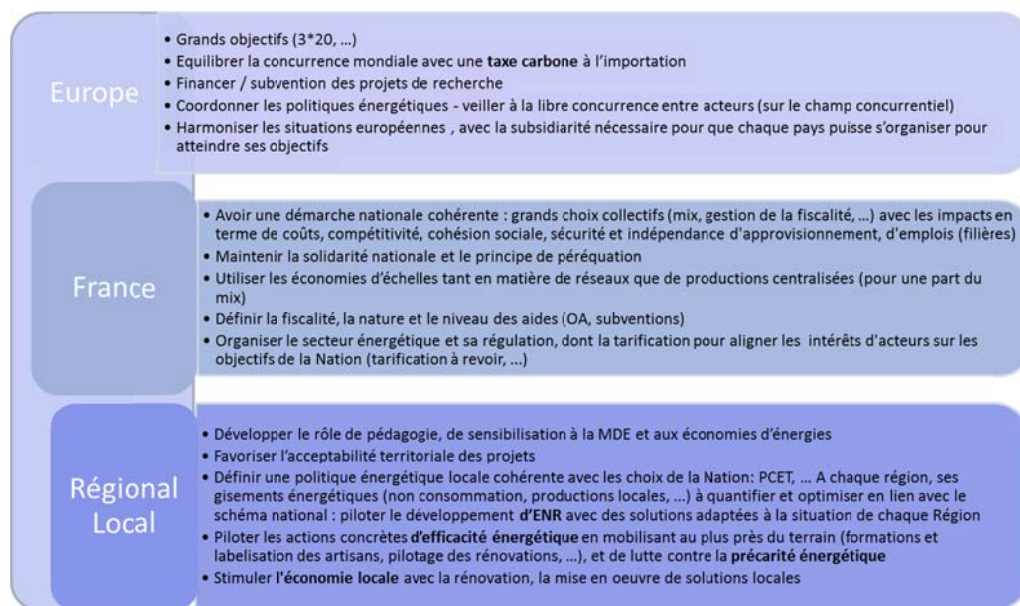 Europe
• Grands objectifs (3*20, ...)
• Equilibrer la concurrence mondiale avec une taxe carbone à l'importation
• Financer / subvention des projets de recherche
• Coordonner les politiques énergétiques - veiller à la libre concurrence entre acteurs (sur le champ concurrentiel)
• Harmoniser les situations européennes , avec la subsidiarité nécessaire pour que chaque pays puisse s'organiser pour
atteindre ses objectifs
France
• Avoir une démarche nationale cohérente : grands choix collectifs (mix, gestion de la fiscalité, ...) avec les impacts en
terme de coûts, compétitivité, cohésion sociale, sécurité et indépendance d'approvisionnement, d'emplois (filières)
• Maintenir la solidarité nationale et le principe de péréquation
• Utiliser les économies d'échelles tant en matière de réseaux que de productions centralisées (pour une part du
mix)
• Définir la fiscalité, la nature et le niveau des aides (OA, subventions)
• Organiser le secteur énergétique et sa régulation, dont la tarification pour aligner les intérêts d'acteurs sur les
objectifs de la Nation (tarification à revoir, ...)
Régional
Local
• Développer le rôle de pédagogie, de sensibilisation à la MDE et aux économies d'énergies
• Favoriser l'acceptabilité territoriale des projets
• Définir une politique énergétique locale cohérente avec les choix de la Nation: PCET, ... A chaque région, ses
gisements énergétiques (non consommation, productions locales, ...) à quantifier et optimiser en lien avec le
schéma national : piloter le développement d'ENR avec des solutions adaptées à la situation de chaque Région
• Piloter les actions concrètes d'efficacité énergétique en mobilisant au plus près du terrain (formations et
labelisation des artisans, pilotage des rénovations, ...), et de lutte contre la précarité énergétique
• Stimuler l'économie locale avec la rénovation, la mise en oeuvre de solutions locales